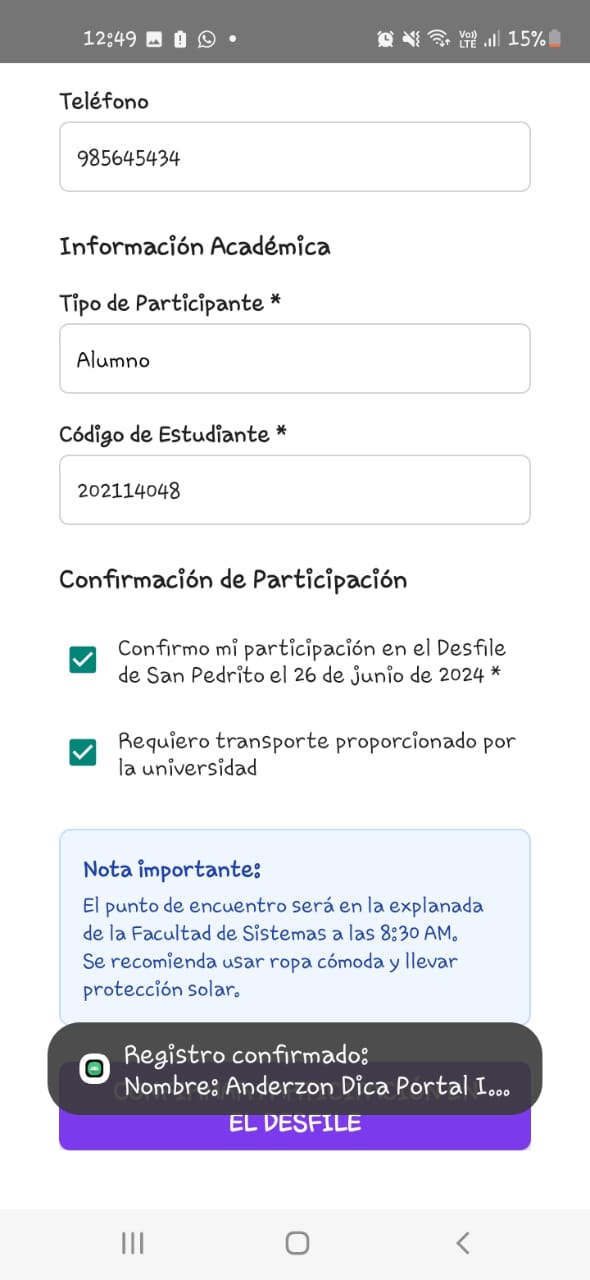 12:49
Vo)) LTE 15%
Teléfono
985645434
Información Académica
Tipo de Participante *
Alumno
Código de Estudiante *
202114048
Confirmación de Participación
Confirmo mi participación en el Desfile
de San Pedrito el 26 de junio de 2024 *
Requiero transporte proporcionado por
la universidad
Nota importante:
El punto de encuentro será en la explanada
de la Facultad de Sistemas a las 8:30 AM.
Se recomienda usar ropa cómoda y llevar
protección solar.
Registro confirmado:
Nombre: Anderzon Dica Portal I...
EL DESFILE